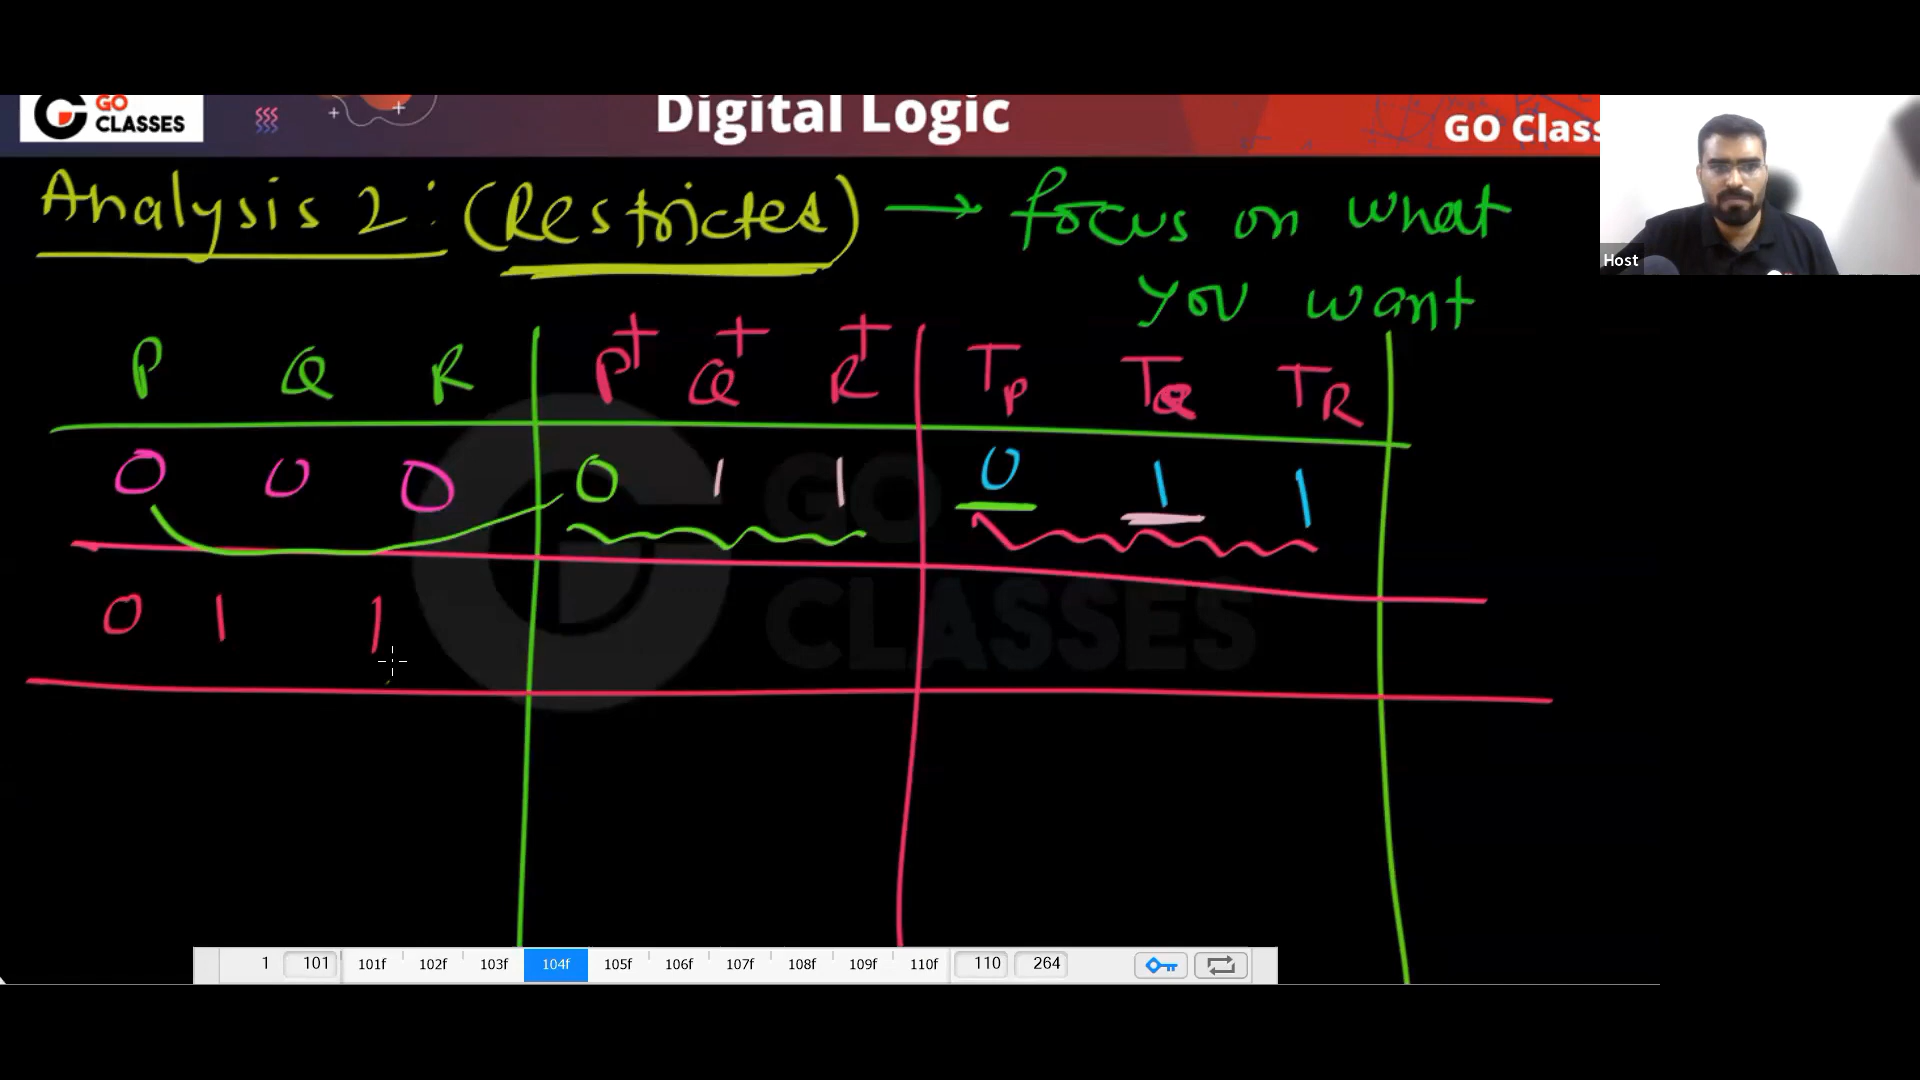 GO
CLASSES
Digital Logic
GO Class
Analysis 2: (Restricted) → focus on what
you want
Host
P Q R P+ Q+ R+ TP TQ TR
0 0 0 0 1 1 0 1 1
0 1 1
GO
CLASSES
1 101 101f 102f 103f 104f 105f 106f 107f 108f 109f 110f 110 264